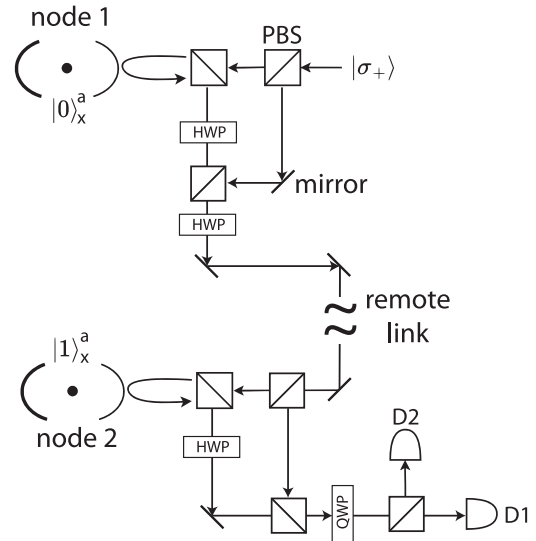 node 1
PBS
|σ₊⟩
|0⟩ₓᵃ
HWP
mirror
HWP
remote
link
|1⟩ₓᵃ
node 2
HWP
D2
QWP
D1